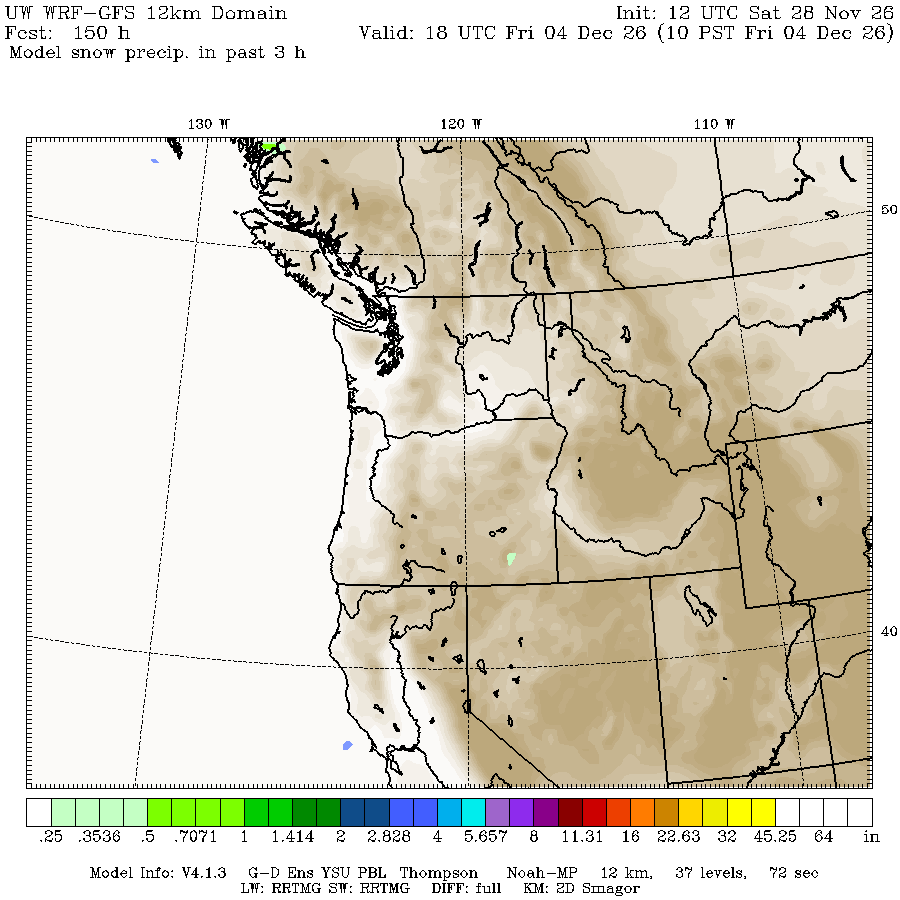 UW WRF-GFS 12km Domain Init: 12 UTC Sat 28 Nov 26
Fcst: 150 h Valid: 18 UTC Fri 04 Dec 26 (10 PST Fri 04 Dec 26)
Model snow precip. in past 3 h
130 W 120 W 110 W
50
40
.25 .3536 .5 .7071 1 1.414 2 2.828 4 5.657 8 11.31 16 22.63 32 45.25 64 in
Model Info: V4.1.3 G-D Ens YSU PBL Thompson Noah-MP 12 km, 37 levels, 72 sec
LW: RRTMG SW: RRTMG DIFF: full KM: 2D Smagor